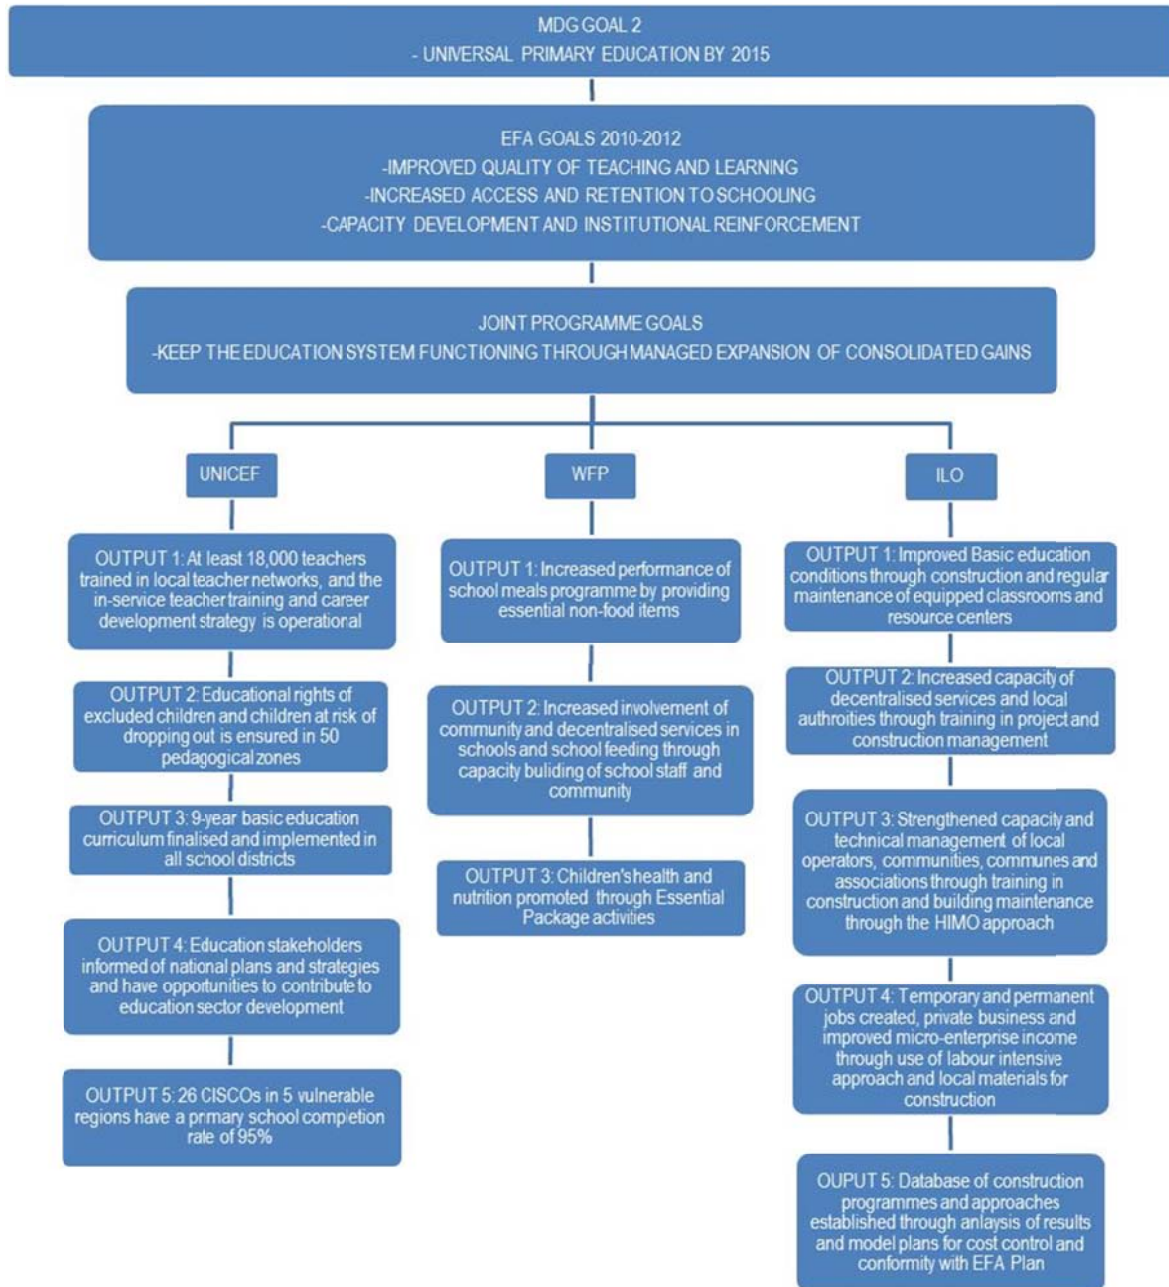 MDG GOAL 2
- UNIVERSAL PRIMARY EDUCATION BY 2015
EFA GOALS 2010-2012
-IMPROVED QUALITY OF TEACHING AND LEARNING
-INCREASED ACCESS AND RETENTION TO SCHOOLING
-CAPACITY DEVELOPMENT AND INSTITUTIONAL REINFORCEMENT
JOINT PROGRAMME GOALS
-KEEP THE EDUCATION SYSTEM FUNCTIONING THROUGH MANAGED EXPANSION OF CONSOLIDATED GAINS
UNICEF
OUTPUT 1: At least 18,000 teachers
trained in local teacher networks, and the
in-service teacher training and career
development strategy is operational
OUTPUT 2: Educational rights of
excluded children and children at risk of
dropping out is ensured in 50
pedagogical zones
OUTPUT 3: 9-year basic education
curriculum finalised and implemented in
all school districts
OUTPUT 4: Education stakeholders
informed of national plans and strategies
and have opportunities to contribute to
education sector development
OUTPUT 5: 26 CISCOs in 5 vulnerable
regions have a primary school completion
rate of 95%
WFP
OUTPUT 1: Increased performance of
school meals programme by providing
essential non-food items
OUTPUT 2: Increased involvement of
community and decentralised services in
schools and school feeding through
capacity buliding of school staff and
community
OUTPUT 3: Children'shealth and
nutrition promoted through Essential
Package activities
ILO
OUTPUT 1: Improved Basic education
conditions through construction and regular
maintenance of equipped classrooms and
resource centers
OUTPUT 2: Increased capacity of
decentralised services and local
authroities through training in project and
construction management
OUTPUT 3: Strengthened capacity and
technical management of local
operators, communities, communes and
associations through training in
construction and building maintenance
through the HIMO approach
OUTPUT 4: Temporary and permanent
jobs created, private business and
improved micro-enterprise income
through use of labour intensive
approach and local materials for
construction
OUPUT 5: Database of construction
programmes and approaches
established through anlaysis of results
and model plans for cost control and
conformity with EFA Plan